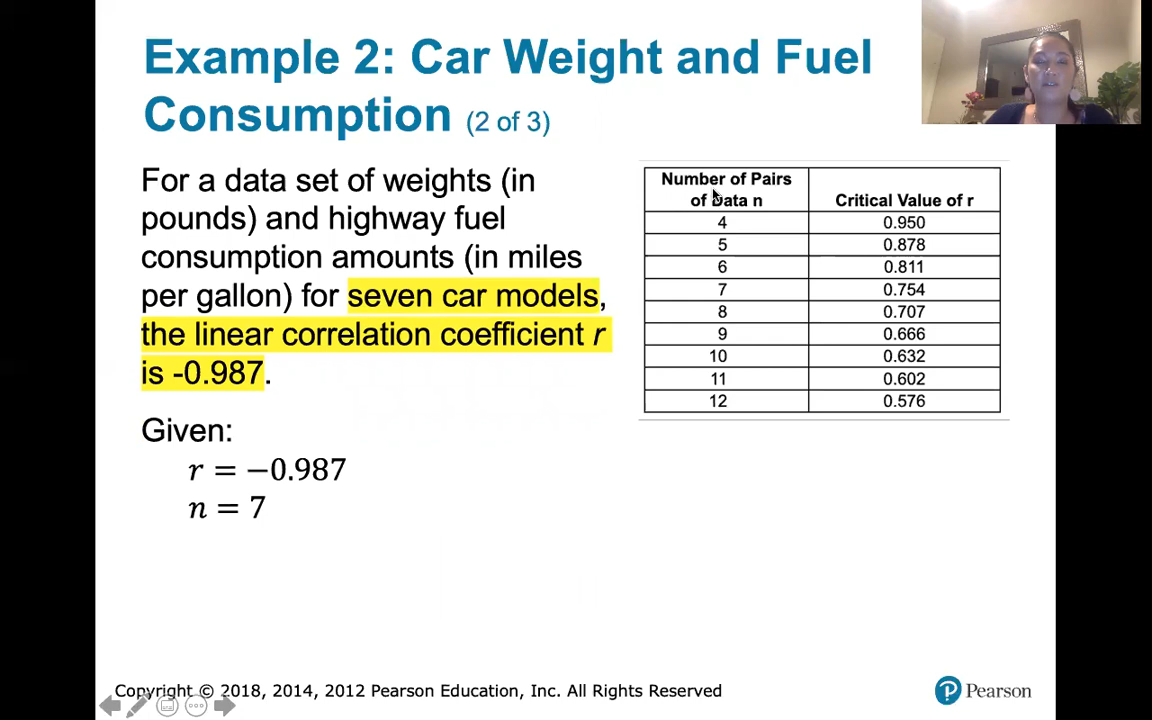 Example 2: Car Weight and Fuel
Consumption (2 of 3)
For a data set of weights (in
pounds) and highway fuel
consumption amounts (in miles
per gallon) for seven car models,
the linear correlation coefficient r
is -0.987.
Given:
r = −0.987
n = 7
Number of Pairs of Data n Critical Value of r
4 0.950
5 0.878
6 0.811
7 0.754
8 0.707
9 0.666
10 0.632
11 0.602
12 0.576
Copyright © 2018, 2014, 2012 Pearson Education, Inc. All Rights Reserved
Pearson